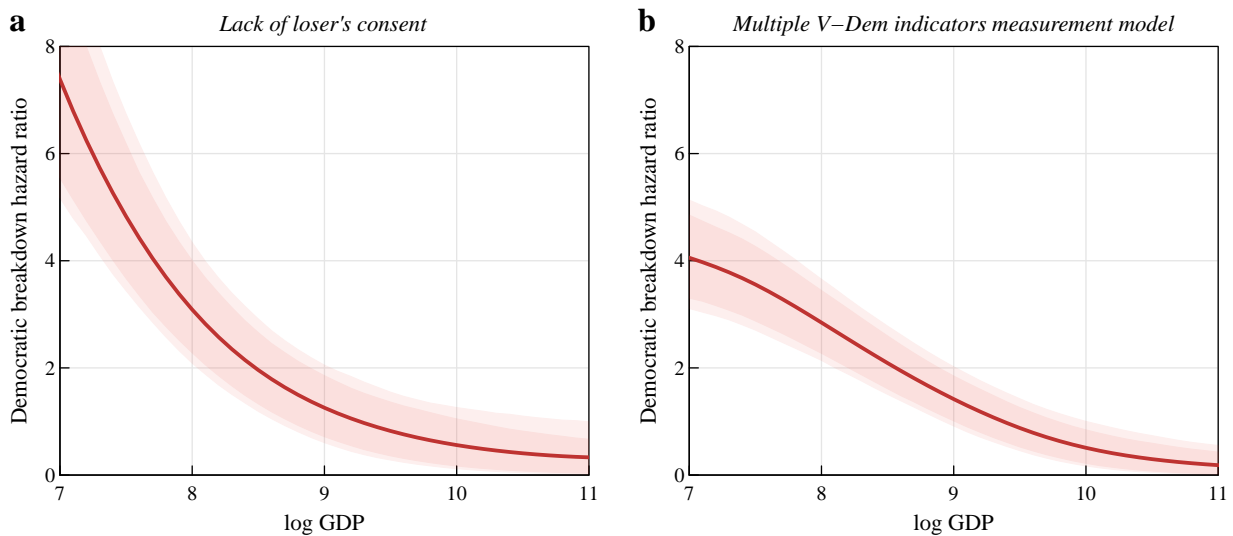 a
Lack of loser's consent
Democratic breakdown hazard ratio
8
6
4
2
0
7 8 9 10 11
log GDP
b
Multiple V−Dem indicators measurement model
Democratic breakdown hazard ratio
8
6
4
2
0
7 8 9 10 11
log GDP